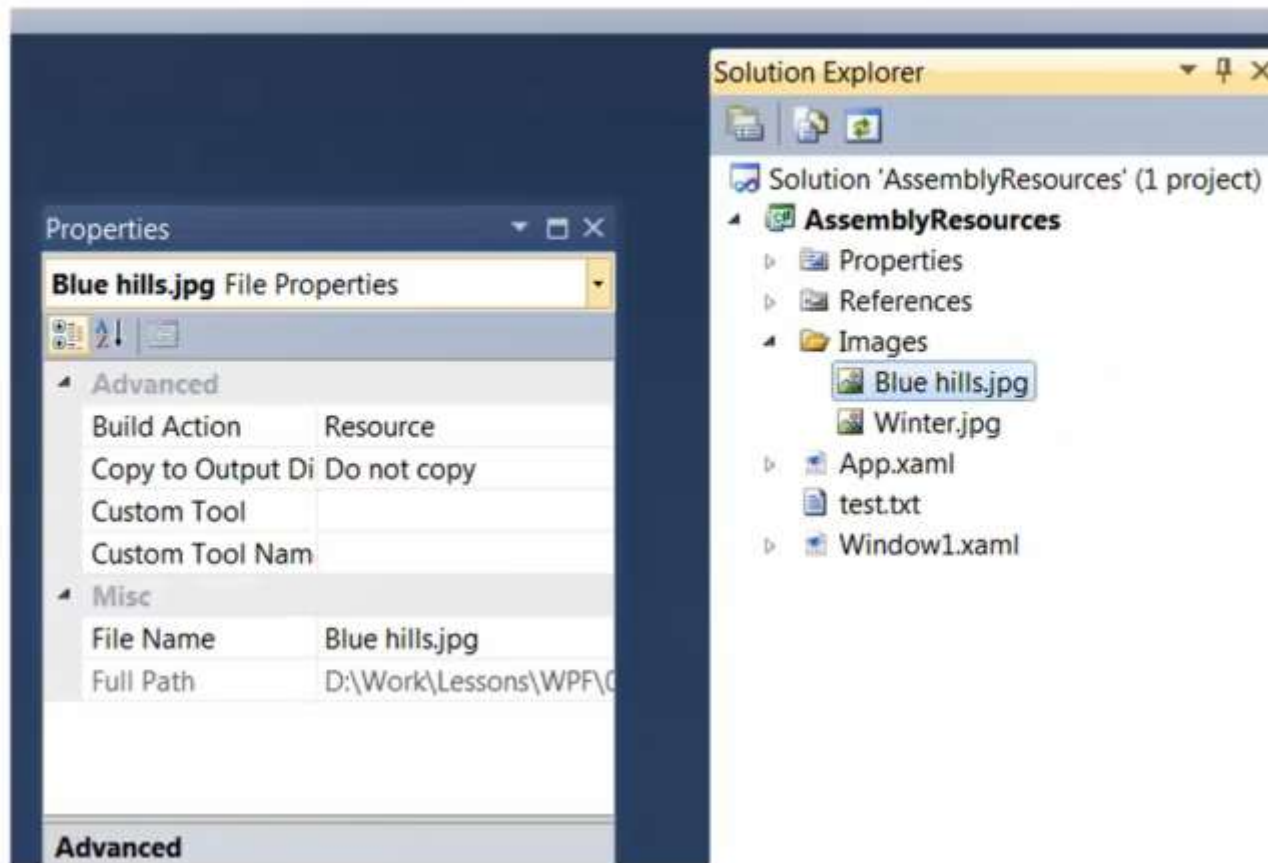 Solution Explorer
Solution 'AssemblyResources' (1 project)
AssemblyResources
Properties
References
Images
Blue hills.jpg
Winter.jpg
App.xaml
test.txt
Window1.xaml
Properties
Blue hills.jpg File Properties
Advanced
Build Action Resource
Copy to Output Di Do not copy
Custom Tool
Custom Tool Nam
Misc
File Name Blue hills.jpg
Full Path D:\Work\Lessons\WPF\0
Advanced